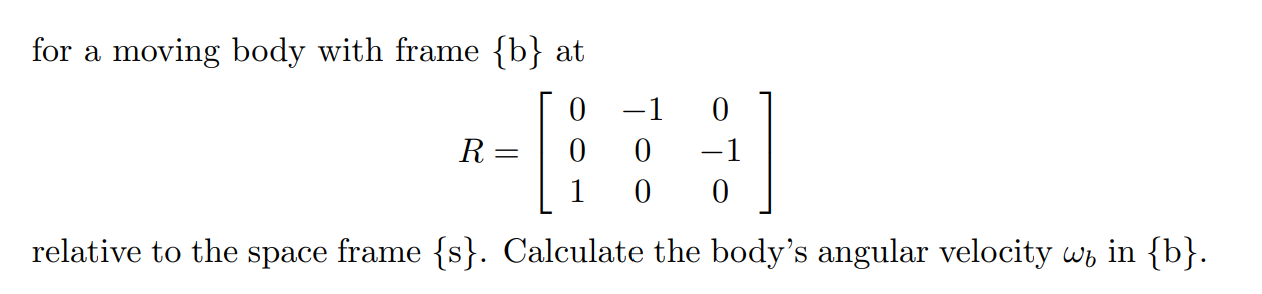 for a moving body with frame {b} at
R = [ 0 −1 0
0 0 −1
1 0 0 ]
relative to the space frame {s}. Calculate the body's angular velocity ω_b in {b}.